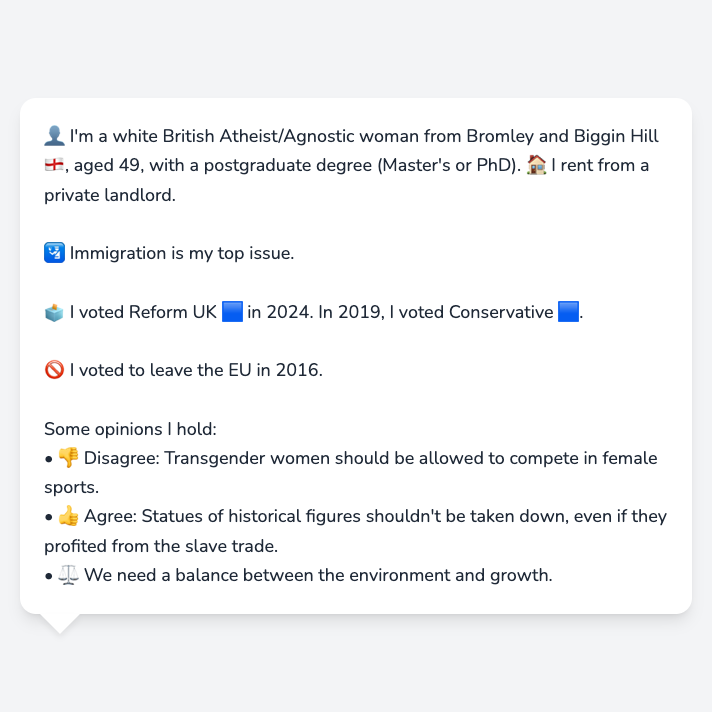 👤 I'm a white British Atheist/Agnostic woman from Bromley and Biggin Hill
🏴󠁧󠁢󠁥󠁮󠁧󠁿, aged 49, with a postgraduate degree (Master's or PhD). 🏠 I rent from a
private landlord.
🛂 Immigration is my top issue.
🗳️ I voted Reform UK 🟦 in 2024. In 2019, I voted Conservative 🟦.
🚫 I voted to leave the EU in 2016.
Some opinions I hold:
• 👎 Disagree: Transgender women should be allowed to compete in female
sports.
• 👍 Agree: Statues of historical figures shouldn't be taken down, even if they
profited from the slave trade.
• ⚖️ We need a balance between the environment and growth.